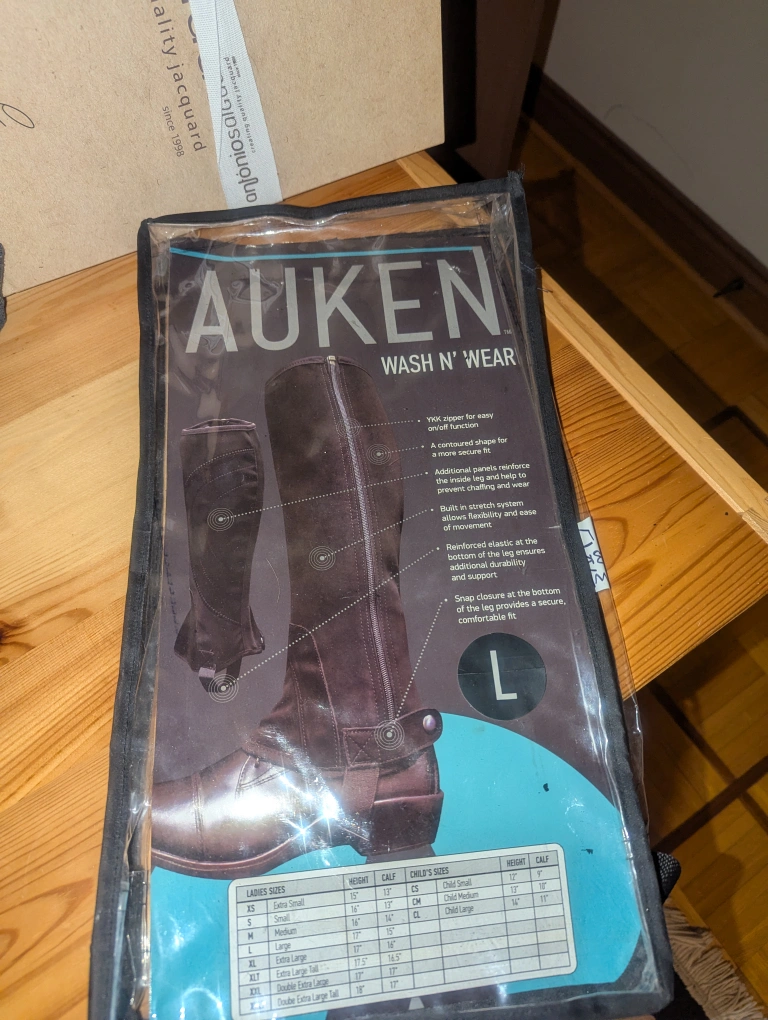 ality jacquard
since 1998
antoniosalg
creating quality jacquard
AUKEN
TM
WASH N' WEAR
YKK zipper for easy
on/off function
A contoured shape for
a more secure fit
Additional panels reinforce
the inside leg and help to
prevent chaffing and wear
Built in stretch system
allows flexibility and ease
of movement
Reinforced elastic at the
bottom of the leg ensures
additional durability
and support
Snap closure at the bottom
of the leg provides a secure,
comfortable fit
L
LADIES SIZES HEIGHT CALF CHILD'S SIZES HEIGHT CALF
XS Extra Small 15" 13" CS Child Small 12" 9"
S Small 16" 13" CM Child Medium 13" 10"
M Medium 16" 14" CL Child Large 14" 11"
L Large 17" 15"
XL Extra Large 17" 16"
XLT Extra Large Tall 17.5" 16.5"
XXL Double Extra Large 17" 17"
Double Extra Large Tall 18" 17"